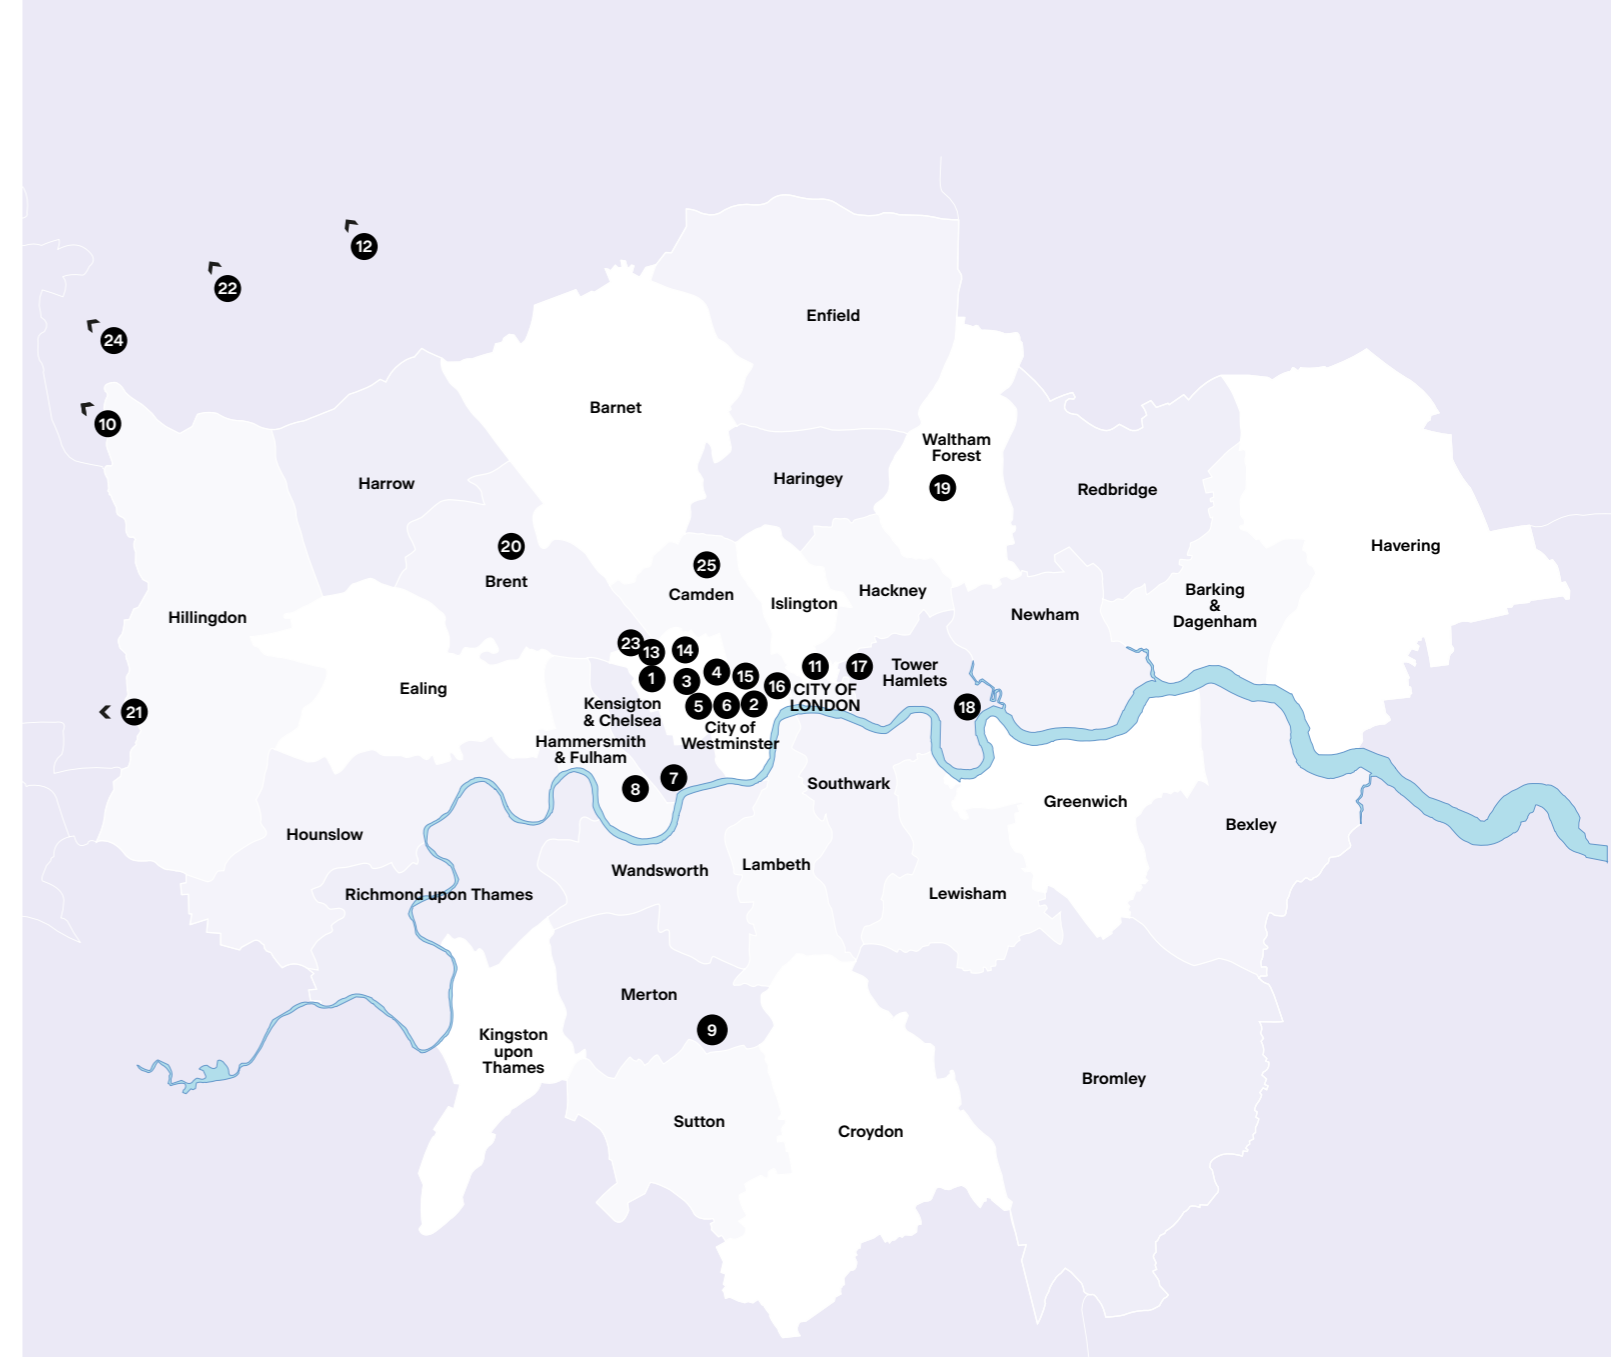 12
22
Enfield
24
Barnet
10
Waltham
Forest
Haringey
Harrow
19
Redbridge
20
Havering
25
Brent
Camden
Hackney
Islington
Barking
&
Dagenham
Newham
Hillingdon
23
13
14
11
17
Tower
Hamlets
4
15
1
3
16
Ealing
CITY OF
LONDON
Kensigton
& Chelsea
5
6
2
18
21
City of
Westminster
Hammersmith
& Fulham
7
8
Southwark
Greenwich
Bexley
Hounslow
Lambeth
Wandsworth
Richmond upon Thames
Lewisham
Merton
9
Kingston
upon
Thames
Bromley
Sutton
Croydon